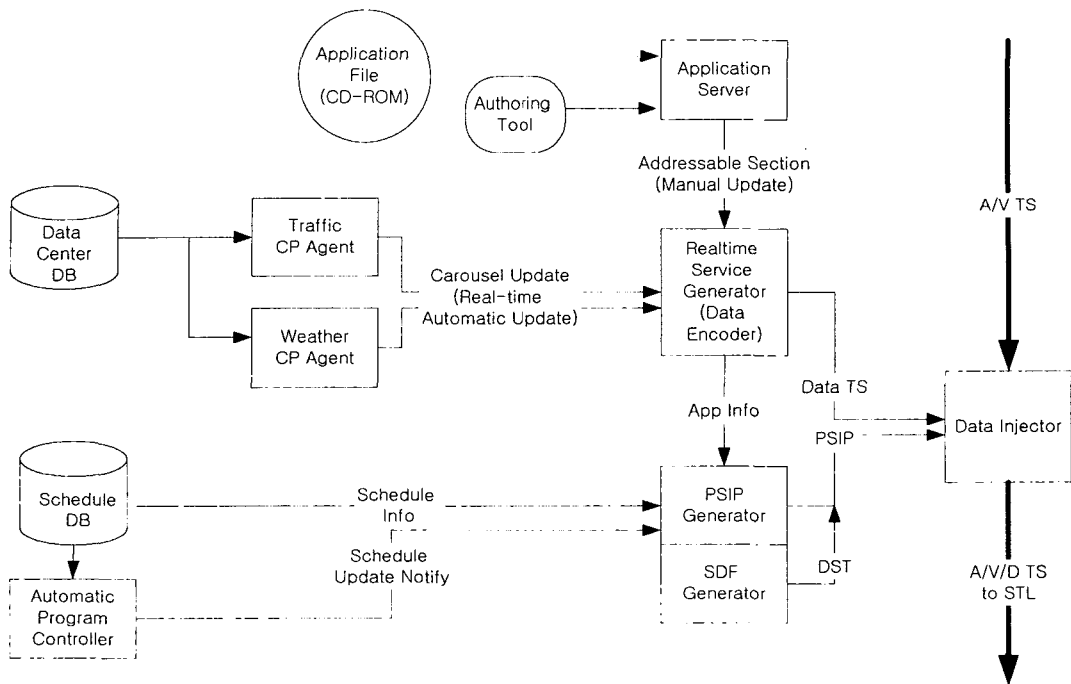 Application
File
(CD-ROM)
Authoring
Tool
Application
Server
Addressable Section
(Manual Update)
A/V TS
Data
Center
DB
Traffic
CP Agent
Weather
CP Agent
Carousel Update
(Real-time
Automatic Update)
Realtime
Service
Generator
(Data
Encoder)
Data TS
App Info
PSIP
Data Injector
Schedule
DB
Schedule
Info
Schedule
Update Notify
PSIP
Generator
SDF
Generator
DST
Automatic
Program
Controller
A/V/D TS
to STL